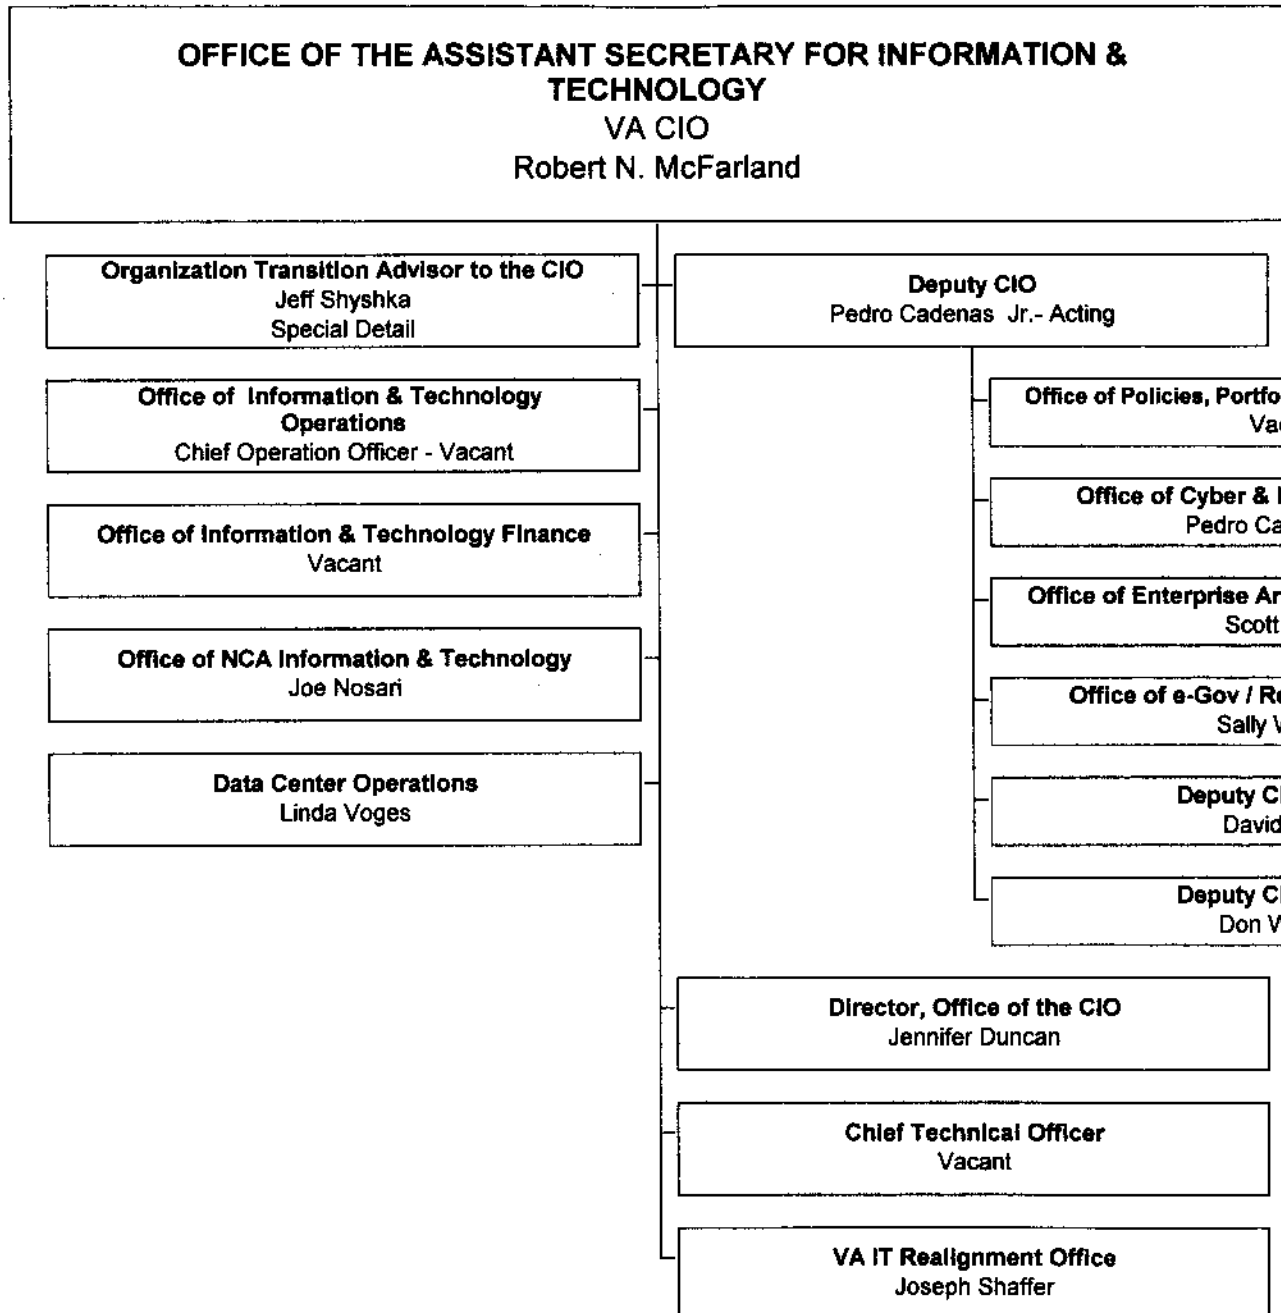 OFFICE OF THE ASSISTANT SECRETARY FOR INFORMATION &
TECHNOLOGY
VA CIO
Robert N. McFarland
Organization Transition Advisor to the CIO
Jeff Shyshka
Special Detail
Deputy CIO
Pedro Cadenas Jr.- Acting
Office of Information & Technology
Operations
Chief Operation Officer - Vacant
Office of Information & Technology Finance
Vacant
Office of NCA Information & Technology
Joe Nosari
Data Center Operations
Linda Voges
Office of Policies,
Office of Cyber &
Pedro
Office of Enterprise
Scott
Office of e-Gov /
Sally
Deputy
David
Deputy
Don
Director, Office of the CIO
Jennifer Duncan
Chief Technical Officer
Vacant
VA IT Realignment Office
Joseph Shaffer